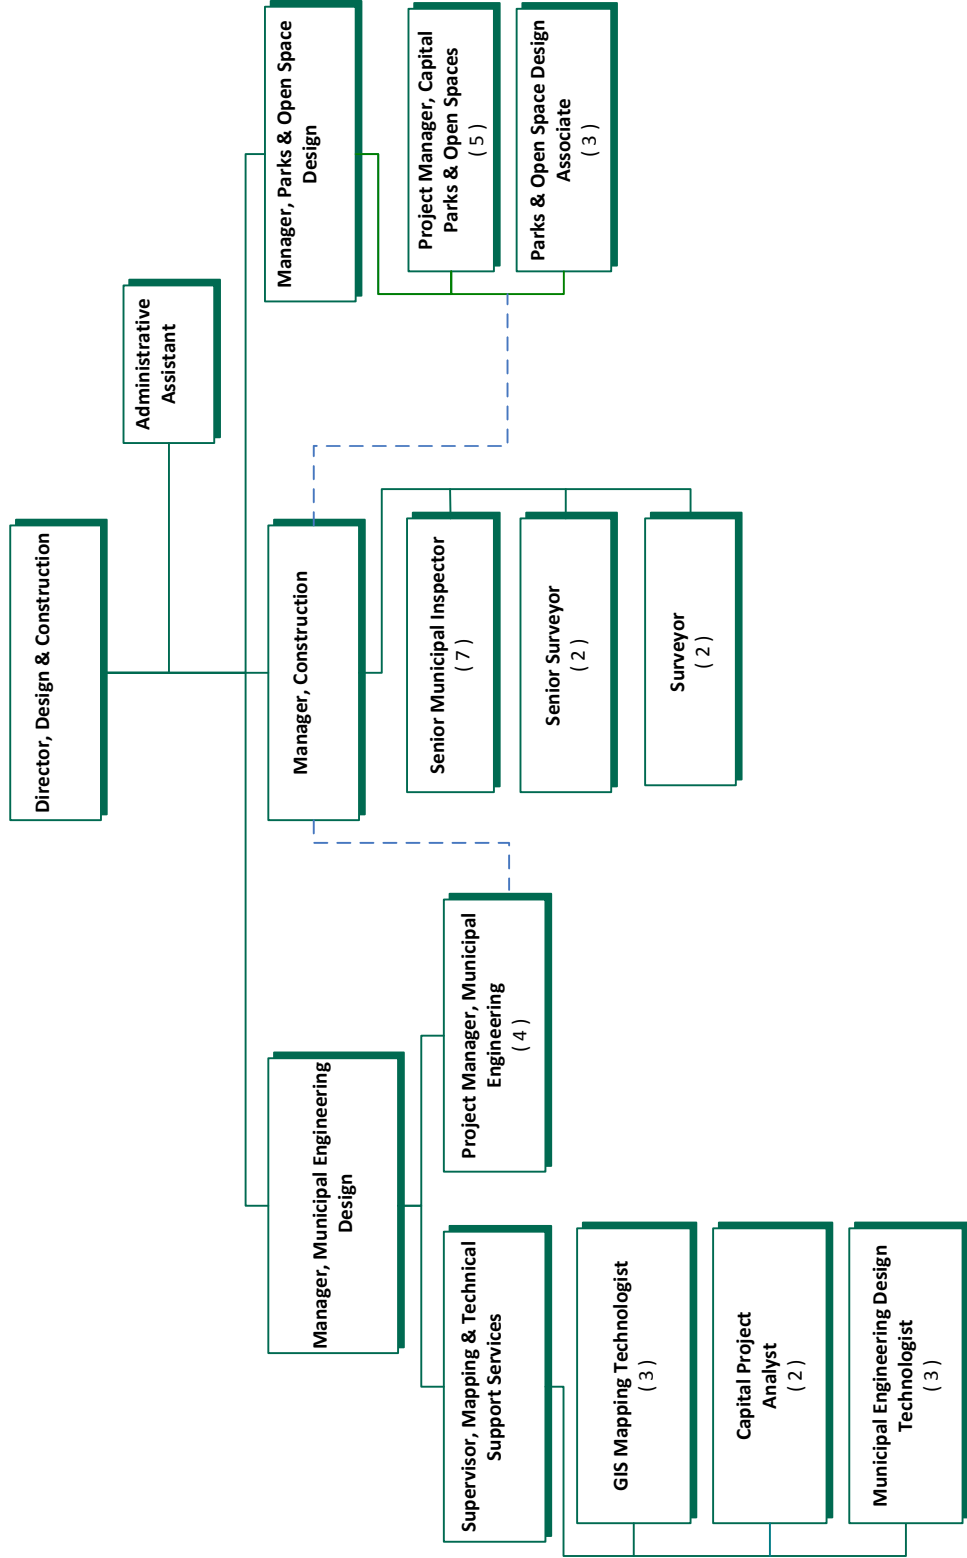 Director, Design & Construction
Administrative
Assistant
Manager, Municipal Engineering
Design
Manager, Construction
Manager, Parks & Open Space
Design
Supervisor, Mapping & Technical
Support Services
Project Manager, Municipal
Engineering
( 4 )
Senior Municipal Inspector
( 7 )
Project Manager, Capital
Parks & Open Spaces
( 5 )
GIS Mapping Technologist
( 3 )
Senior Surveyor
( 2 )
Parks & Open Space Design
Associate
( 3 )
Capital Project
Analyst
( 2 )
Surveyor
( 2 )
Municipal Engineering Design
Technologist
( 3 )